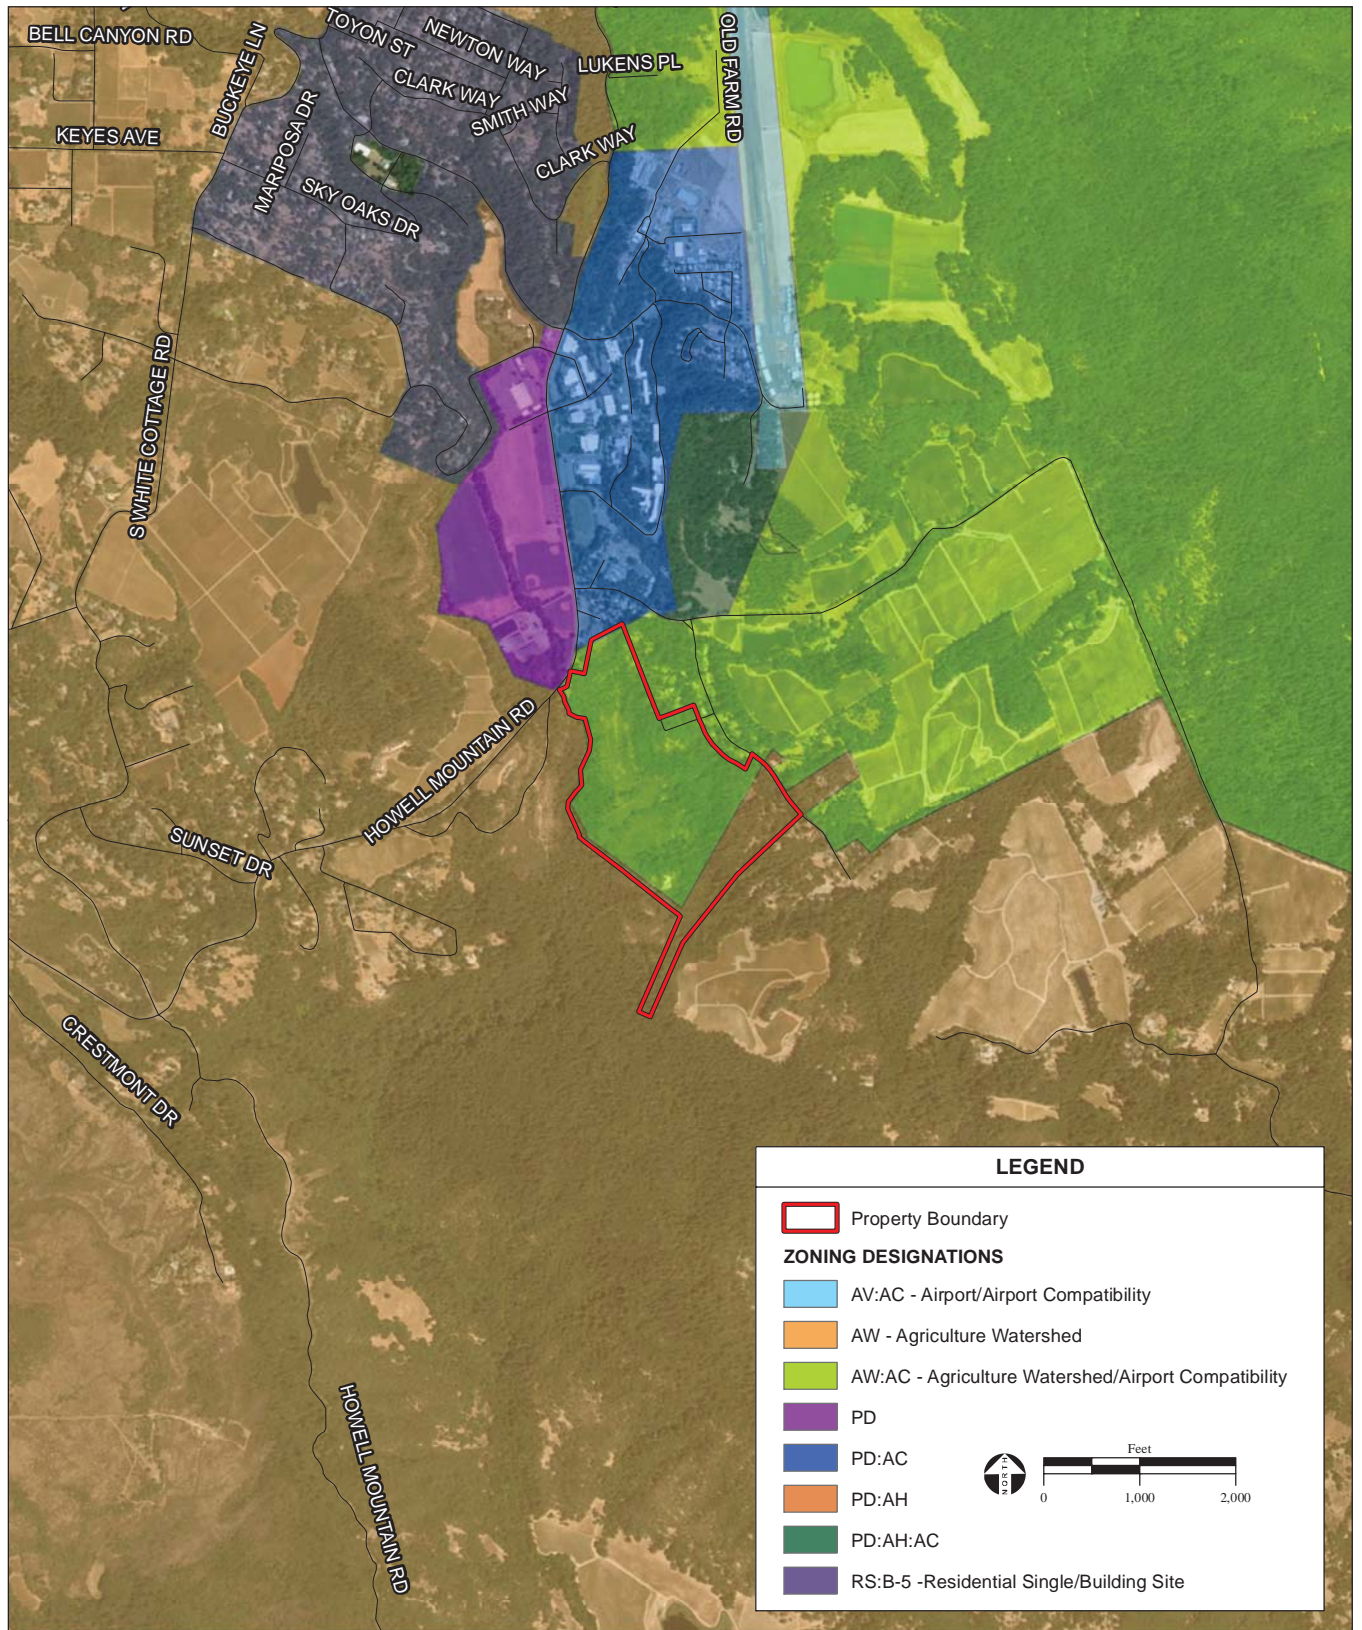 BELL CANYON RD
BUCKEYE LN
TOYON ST
NEWTON WAY
LUKENS PL
OLD FARM RD
CLARK WAY
SMITH WAY
KEYES AVE
MARIPOSA DR
CLARK WAY
SKY OAKS DR
S WHITE COTTAGE RD
HOWELL MOUNTAIN RD
SUNSET DR
CRESTMONT DR
HOWELL MOUNTAIN RD
LEGEND
Property Boundary
ZONING DESIGNATIONS
AV:AC - Airport/Airport Compatibility
AW - Agriculture Watershed
AW:AC - Agriculture Watershed/Airport Compatibility
PD
PD:AC
PD:AH
PD:AH:AC
RS:B-5 -Residential Single/Building Site
NORTH
Feet
0 1,000 2,000